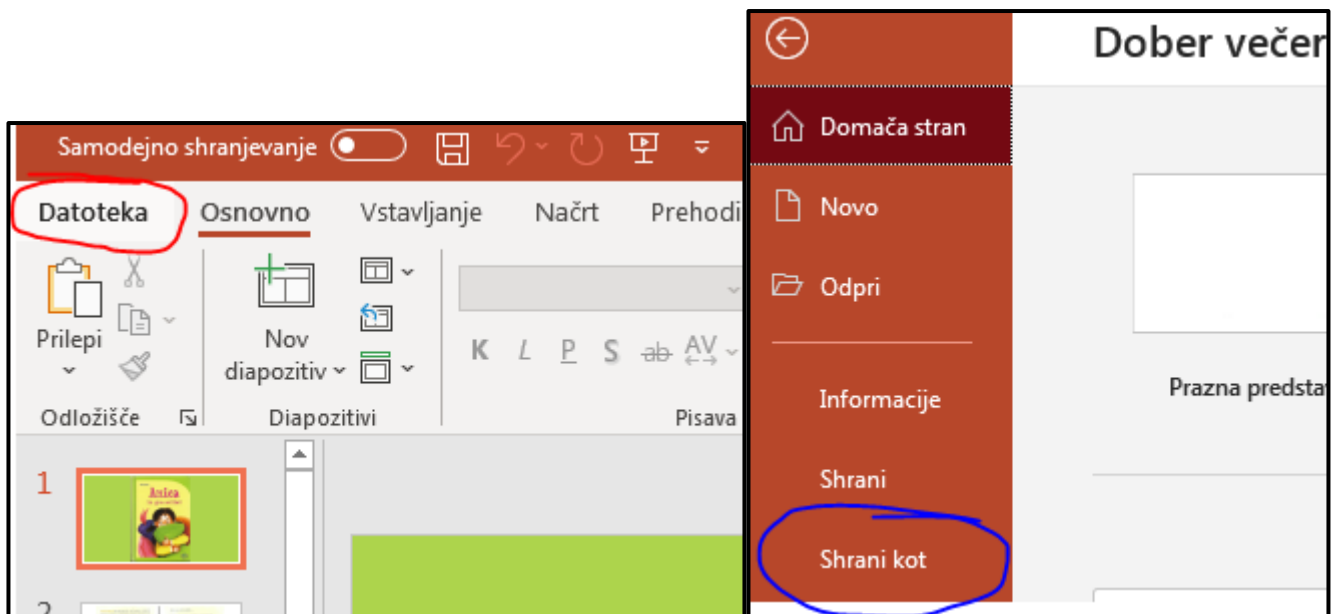 Samodejno shranjevanje
Datoteka Osnovno Vstavljanje Načrt Prehodi
Prilepi
Nov
diapozitiv
K L P S ab AV
Odložišče Diapozitivi Pisava
1
Anica
2
Dober večer
Domača stran
Novo
Odpri
Informacije
Shrani
Shrani kot
Prazna predsta